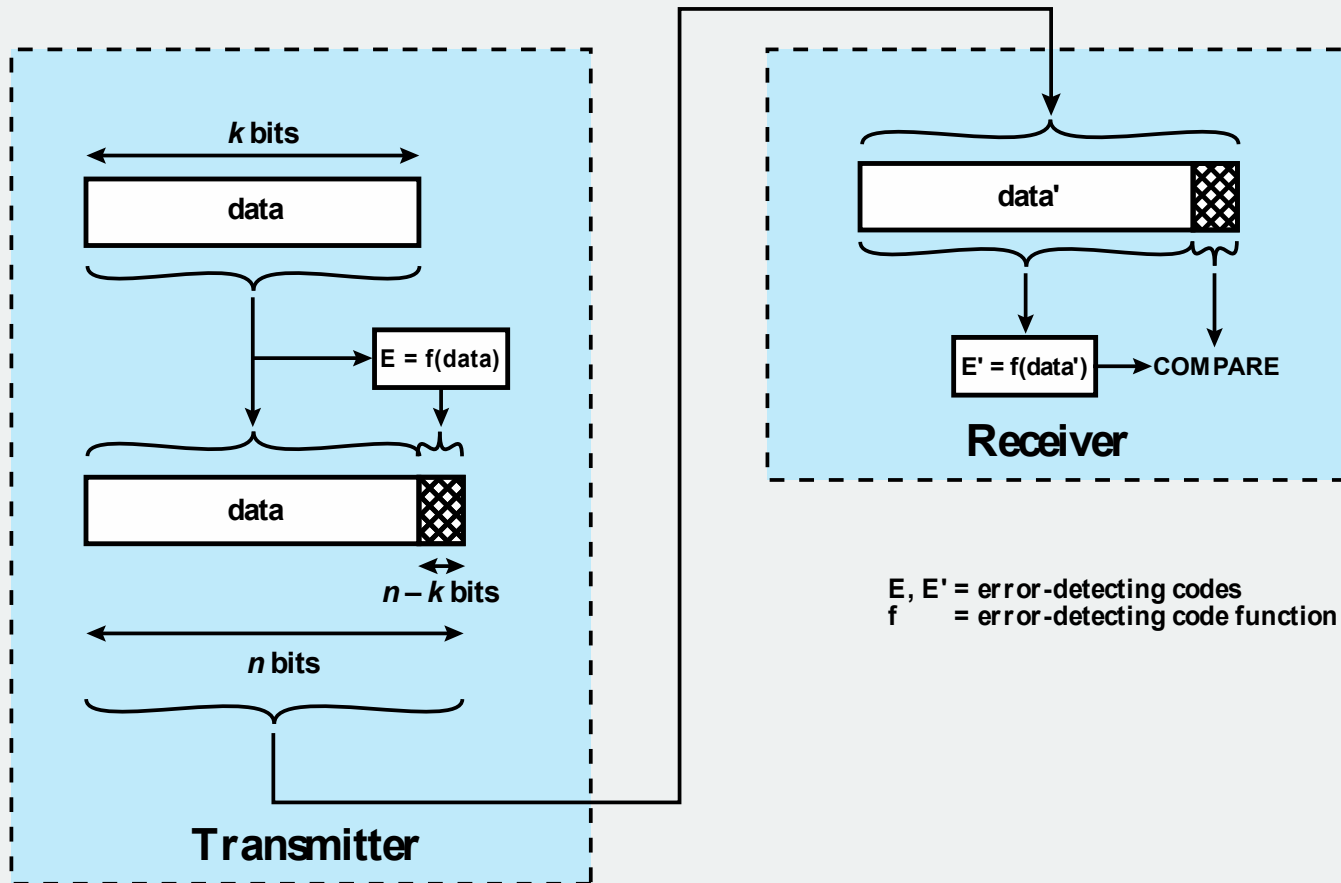 k bits
data
E = f(data)
data
n – k bits
n bits
Transmitter
data'
E' = f(data')
COMPARE
Receiver
E, E' = error-detecting codes
f = error-detecting code function